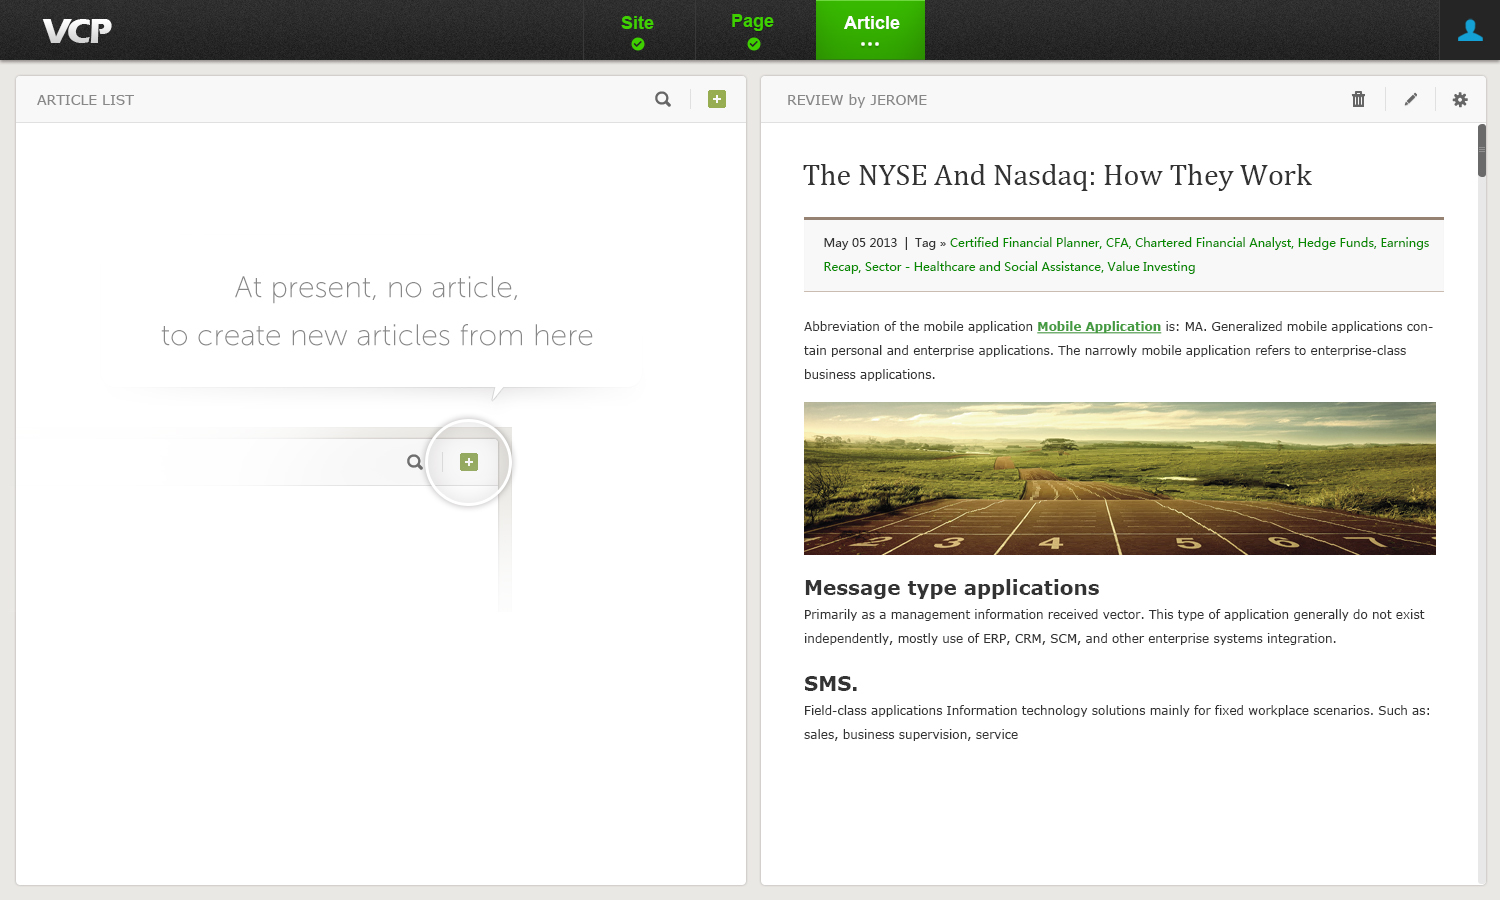 VCP
Site
Page
Article
ARTICLE LIST
At present, no article,
to create new articles from here
REVIEW by JEROME
The NYSE And Nasdaq: How They Work
May 05 2013 | Tag » Certified Financial Planner, CFA, Chartered Financial Analyst, Hedge Funds, Earnings
Recap, Sector - Healthcare and Social Assistance, Value Investing
Abbreviation of the mobile application Mobile Application is: MA. Generalized mobile applications con-
tain personal and enterprise applications. The narrowly mobile application refers to enterprise-class
business applications.
2 3 4 5 6 7
Message type applications
Primarily as a management information received vector. This type of application generally do not exist
independently, mostly use of ERP, CRM, SCM, and other enterprise systems integration.
SMS.
Field-class applications Information technology solutions mainly for fixed workplace scenarios. Such as:
sales, business supervision, service